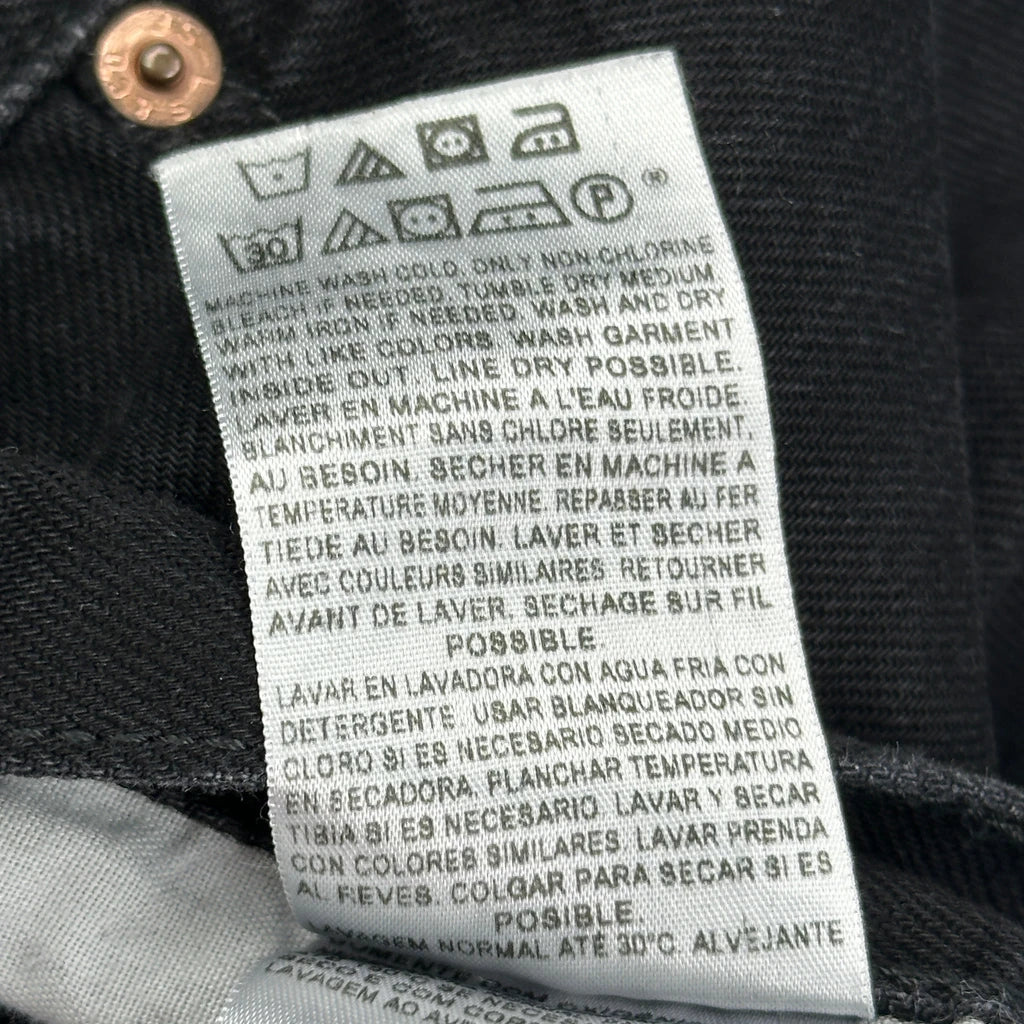 30 P ®
MACHINE WASH COLD. ONLY NON-CHLORINE
BLEACH IF NEEDED. TUMBLE DRY MEDIUM
WARM IRON IF NEEDED. WASH AND DRY
WITH LIKE COLORS. WASH GARMENT
INSIDE OUT. LINE DRY POSSIBLE.
LAVER EN MACHINE A L'EAU FROIDE
BLANCHIMENT SANS CHLORE SEULEMENT,
AU BESOIN. SECHER EN MACHINE A
TEMPERATURE MOYENNE. REPASSER AU FER
TIEDE AU BESOIN. LAVER ET SECHER
AVEC COULEURS SIMILAIRES. RETOURNER
AVANT DE LAVER. SECHAGE SUR FIL
POSSIBLE.
LAVAR EN LAVADORA CON AGUA FRIA CON
DETERGENTE. USAR BLANQUEADOR SIN
CLORO SI ES NECESARIO SECADO MEDIO
EN SECADORA. PLANCHAR TEMPERATURA
TIBIA SI ES NECESARIO. LAVAR Y SECAR
CON COLORES SIMILARES. LAVAR PRENDA
AL REVES. COLGAR PARA SECAR SI ES
POSIBLE.
LAVAGEM NORMAL ATÉ 30°C. ALVEJANTE
LAVAGEM AO